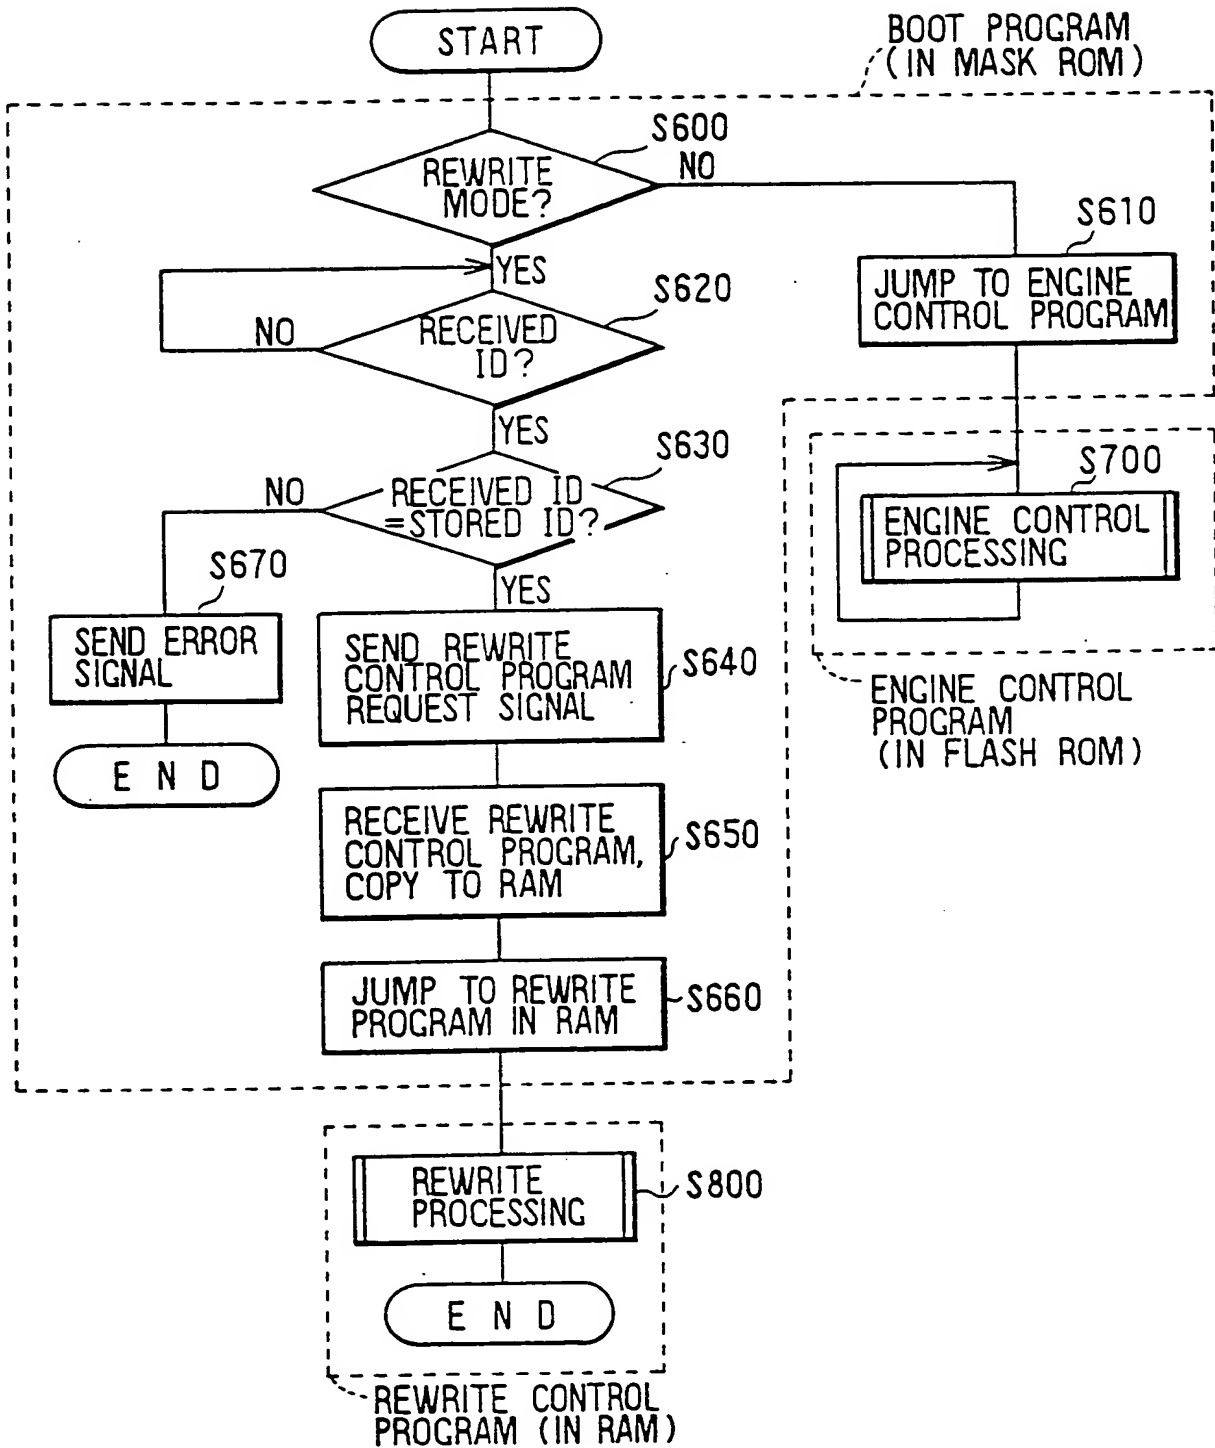 START
BOOT PROGRAM
(IN MASK ROM)
S600
REWRITE
MODE?
NO
S610
YES
JUMP TO ENGINE
CONTROL PROGRAM
S620
NO
RECEIVED
ID?
YES
S630
NO
RECEIVED ID
=STORED ID?
S700
ENGINE CONTROL
PROCESSING
S670
YES
SEND ERROR
SIGNAL
SEND REWRITE
CONTROL PROGRAM
REQUEST SIGNAL
S640
ENGINE CONTROL
PROGRAM
(IN FLASH ROM)
END
RECEIVE REWRITE
CONTROL PROGRAM,
COPY TO RAM
S650
JUMP TO REWRITE
PROGRAM IN RAM
S660
REWRITE
PROCESSING
S800
END
REWRITE CONTROL
PROGRAM (IN RAM)